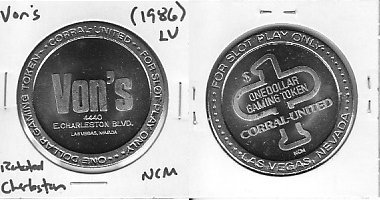 Von's
(1986)
LV
CORRAL-UNITED · FOR SLOT PLAY ONLY · ONE DOLLAR GAMING TOKEN
Von's
4440
E. CHARLESTON BLVD.
LAS VEGAS, NEVADA
Charleston
NCM
FOR SLOT PLAY ONLY
$1
ONE DOLLAR
GAMING TOKEN
CORRAL-UNITED
NCM
LAS VEGAS, NEVADA